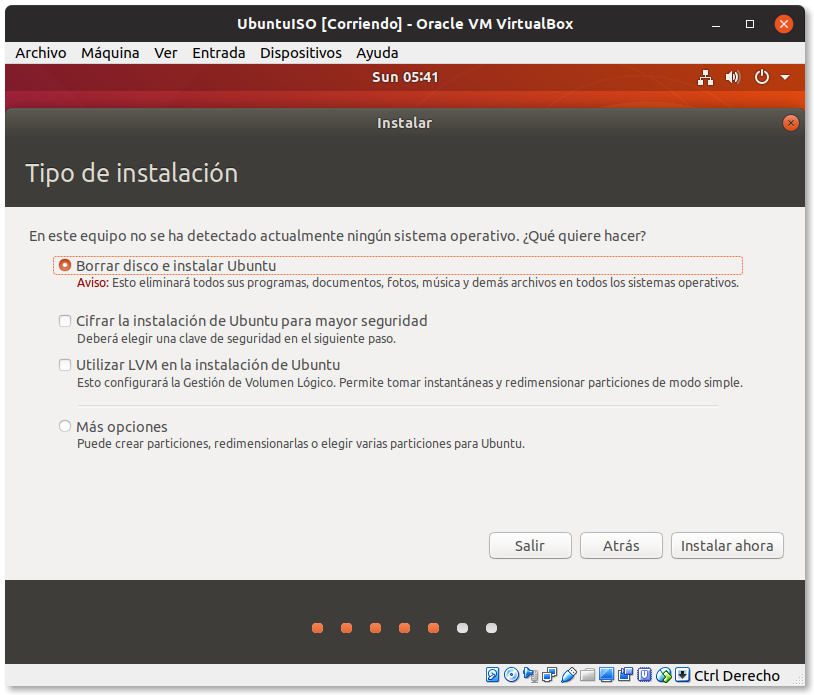 UbuntuISO [Corriendo] - Oracle VM VirtualBox
Archivo Máquina Ver Entrada Dispositivos Ayuda
Sun 05:41
Instalar
Tipo de instalación
En este equipo no se ha detectado actualmente ningún sistema operativo. ¿Qué quiere hacer?
Borrar disco e instalar Ubuntu
Aviso: Esto eliminará todos sus programas, documentos, fotos, música y demás archivos en todos los sistemas operativos.
Cifrar la instalación de Ubuntu para mayor seguridad
Deberá elegir una clave de seguridad en el siguiente paso.
Utilizar LVM en la instalación de Ubuntu
Esto configurará la Gestión de Volumen Lógico. Permite tomar instantáneas y redimensionar particiones de modo simple.
Más opciones
Puede crear particiones, redimensionarlas o elegir varias particiones para Ubuntu.
Salir Atrás Instalar ahora
Ctrl Derecho